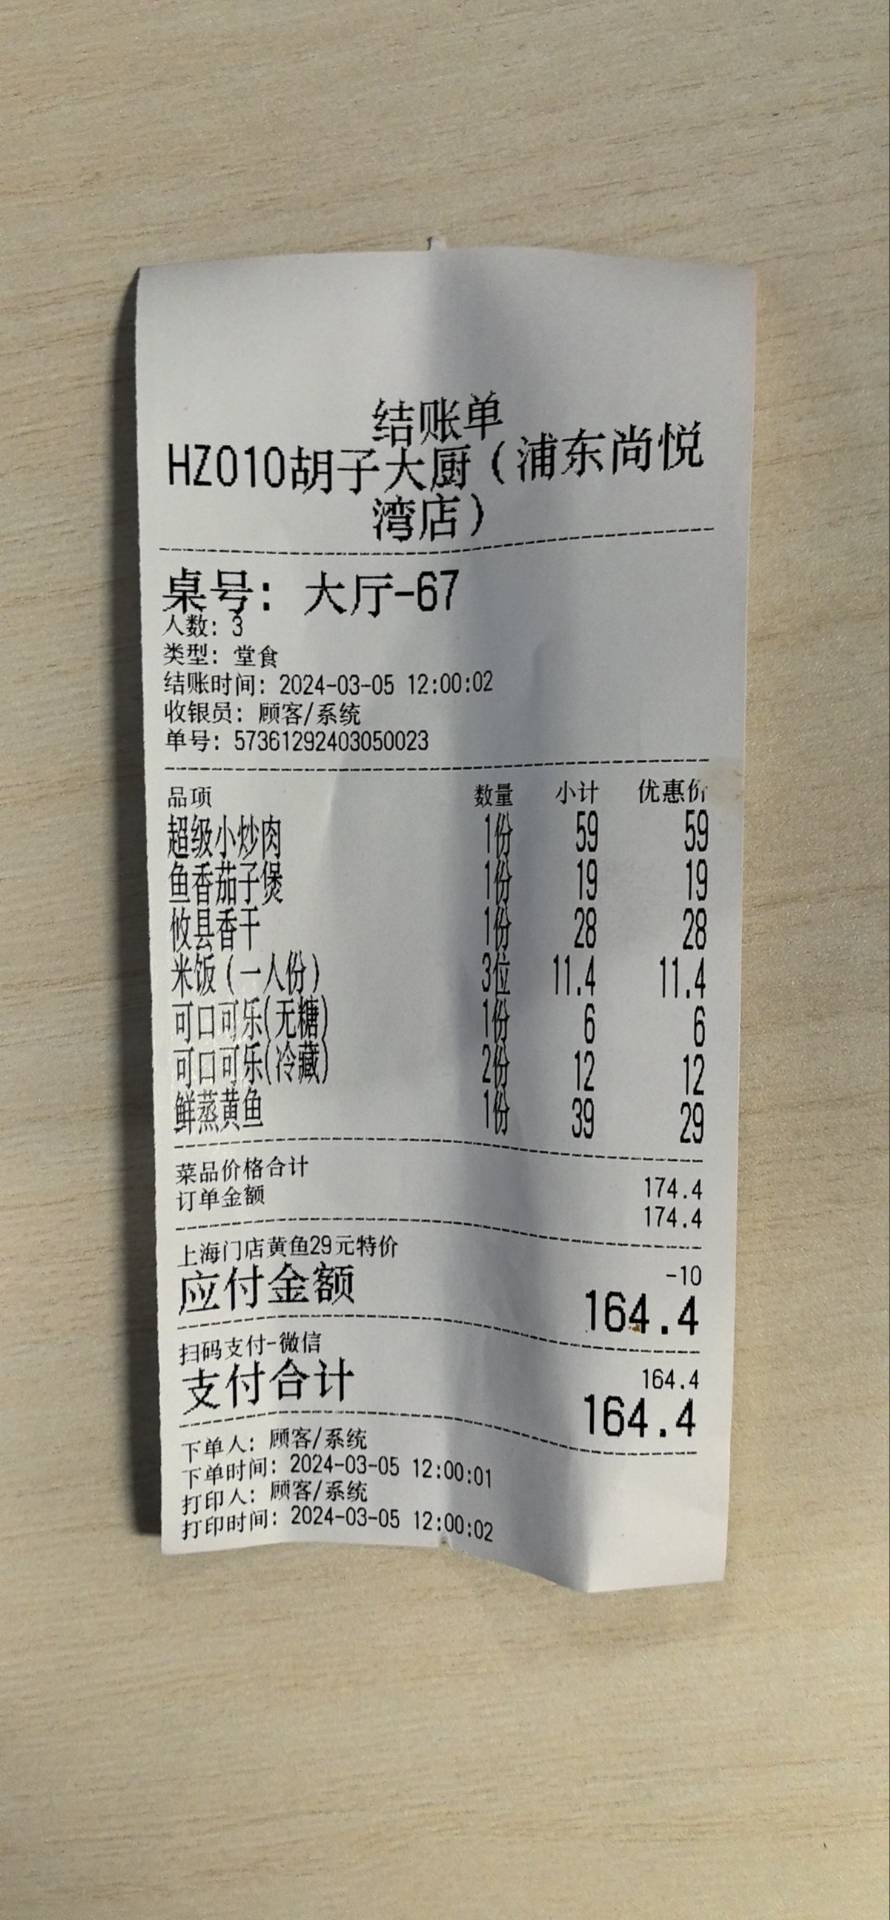 结账单
HZ010胡子大厨（浦东尚悦
湾店）
桌号: 大厅-67
人数: 3
类型: 堂食
结账时间: 2024-03-05 12:00:02
收银员: 顾客/系统
单号: 573612924030500​23
品项 数量 小计 优惠价
超级小炒肉 1份 59 59
鱼香茄子煲 1份 19 19
攸县香干 1份 28 28
米饭（一人份） 3位 11.4 11.4
可口可乐(无糖) 1份 6 6
可口可乐(冷藏) 2份 12 12
鲜蒸黄鱼 1份 39 29
菜品价格合计 174.4
订单金额 174.4
上海门店黄鱼29元特价 -10
应付金额 164.4
扫码支付-微信 164.4
支付合计 164.4
下单人: 顾客/系统
下单时间: 2024-03-05 12:00:01
打印人: 顾客/系统
打印时间: 2024-03-05 12:00:02